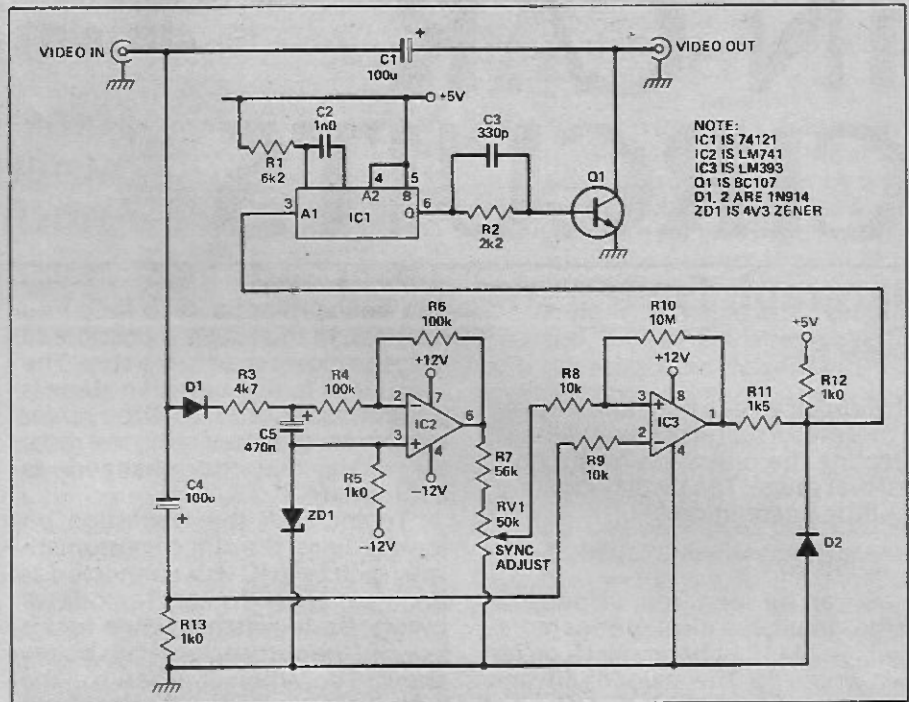 VIDEO IN
C1
100u
+
VIDEO OUT
+5V
C2
1n0
R1
6k2
C3
330p
NOTE:
IC1 IS 74121
IC2 IS LM741
IC3 IS LM393
Q1 IS BC107
D1, 2 ARE 1N914
ZD1 IS 4V3 ZENER
3
A1
4
A2
5
B
Q
6
IC1
R2
2k2
Q1
R6
100k
R10
10M
+5V
+12V
+12V
D1
R3
4k7
R4
100k
2
7
IC2
6
3
+
4
-12V
+
C5
470n
R5
1k0
-12V
ZD1
R7
56k
RV1
50k
SYNC
ADJUST
R8
10k
R9
10k
3
+
8
IC3
1
2
-
4
R11
1k5
R12
1k0
D2
C4
100u
+
R13
1k0